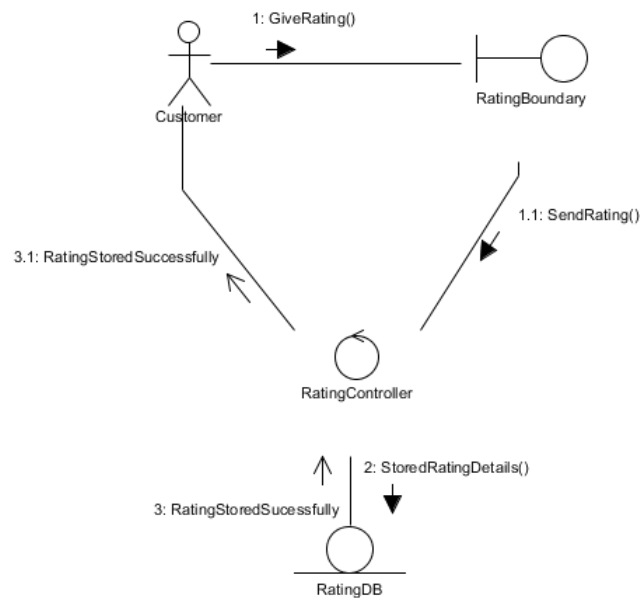 1: GiveRating()
Customer
RatingBoundary
1.1: SendRating()
3.1: RatingStoredSuccessfully
RatingController
2: StoredRatingDetails()
3: RatingStoredSucessfully
RatingDB